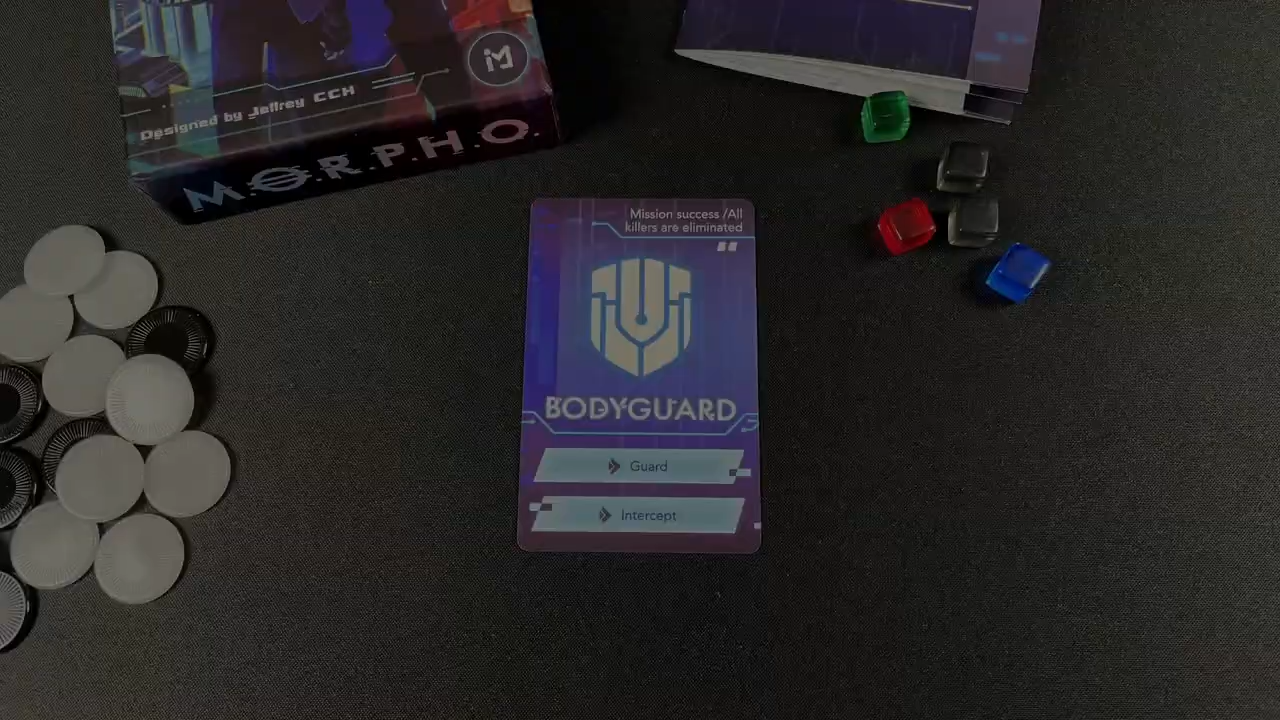 Designed by Jeffrey CCH
M.O.R.P.H.O.
Mission success /All
killers are eliminated
BODYGUARD
Guard
Intercept